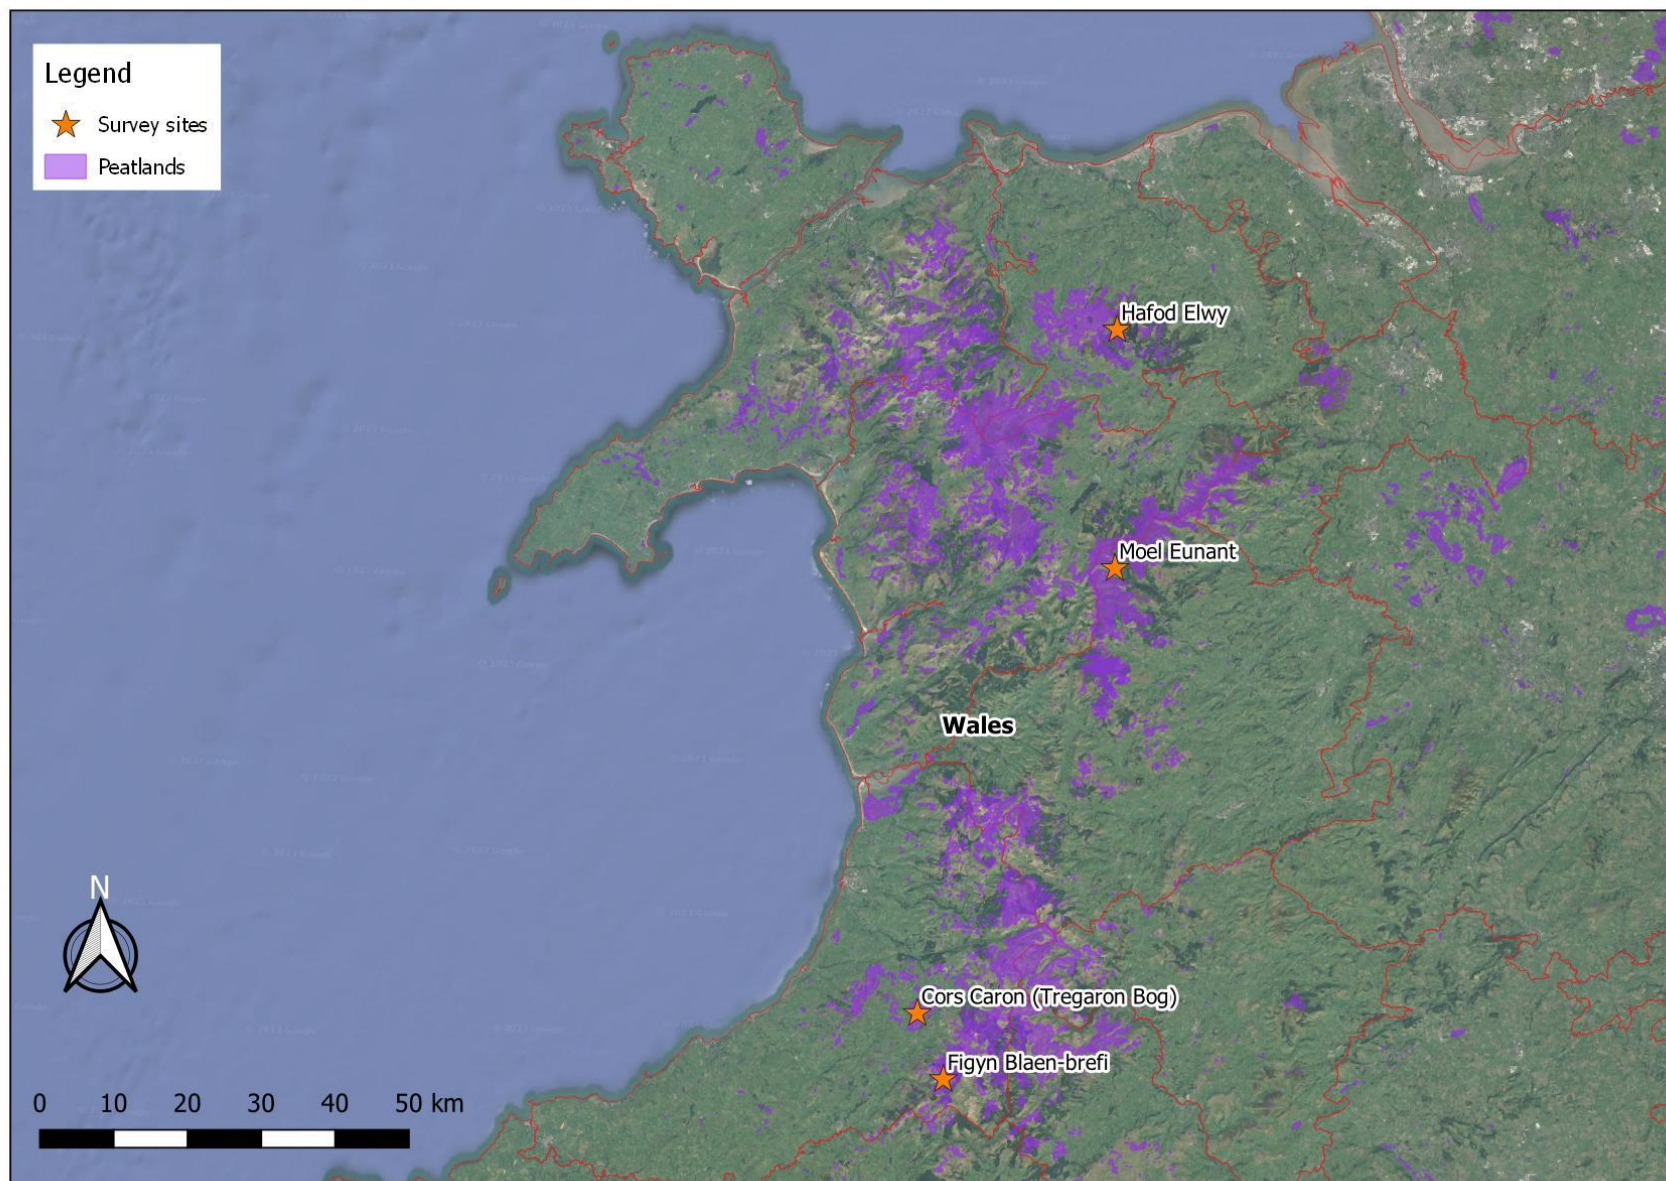 Legend
Survey sites
Peatlands
Hafod Elwy
Moel Eunant
Wales
N
Cors Caron (Tregaron Bog)
Figyn Blaen-brefi
0 10 20 30 40 50 km